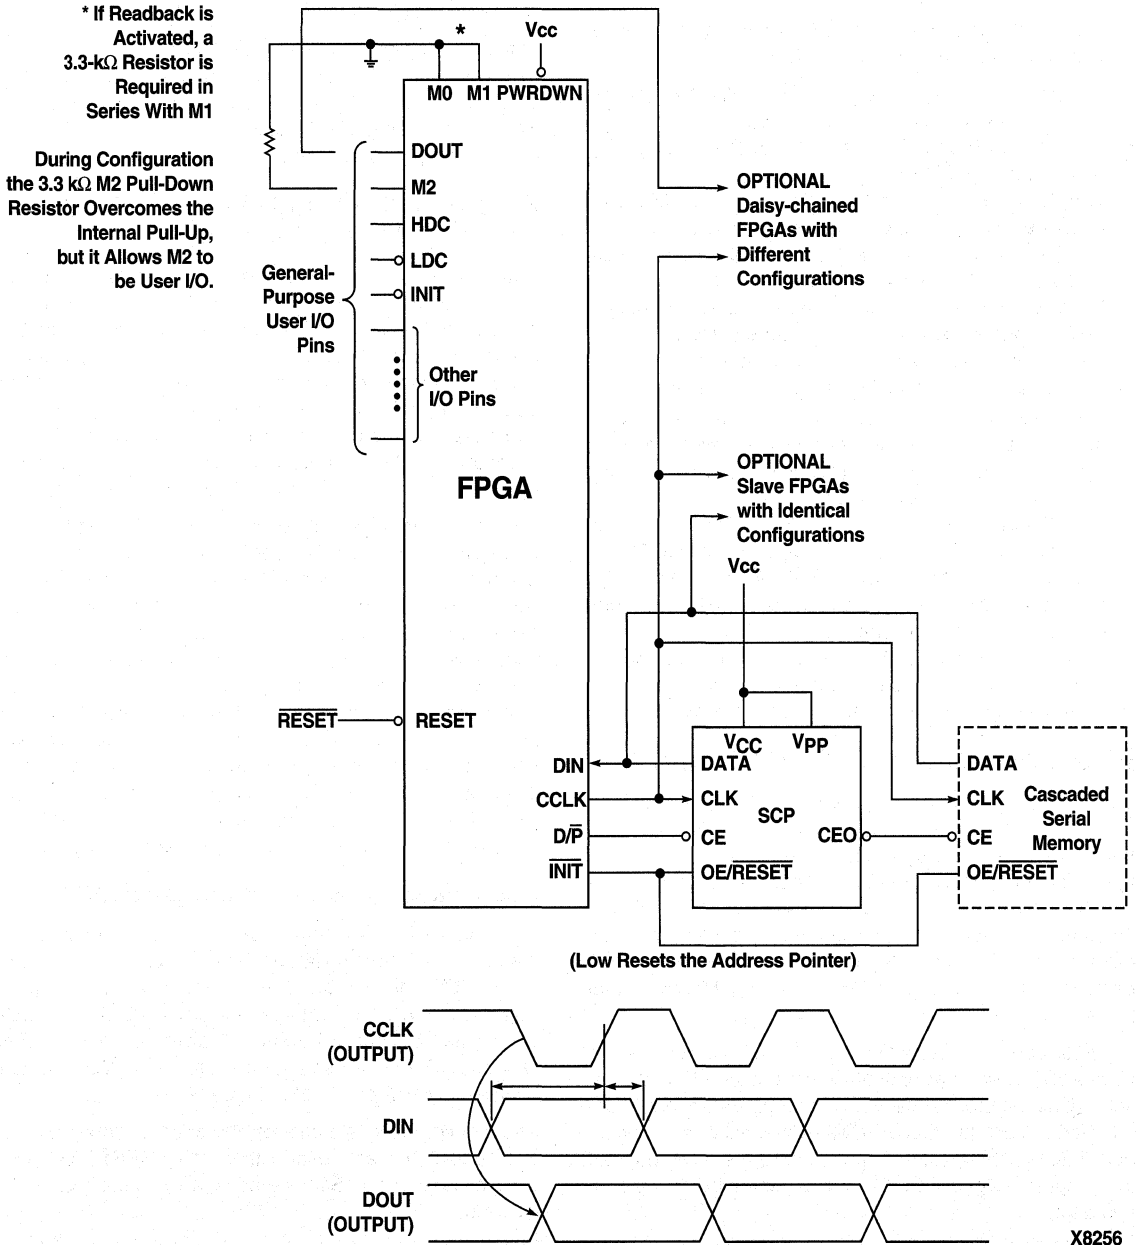 * If Readback is
Activated, a
3.3-kΩ Resistor is
Required in
Series With M1
During Configuration
the 3.3 kΩ M2 Pull-Down
Resistor Overcomes the
Internal Pull-Up,
but it Allows M2 to
be User I/O.
*
Vcc
M0 M1 PWRDWN
DOUT
M2
HDC
LDC
INIT
General-
Purpose
User I/O
Pins
Other
I/O Pins
FPGA
OPTIONAL
Daisy-chained
FPGAs with
Different
Configurations
OPTIONAL
Slave FPGAs
with Identical
Configurations
Vcc
RESET
RESET
DIN
CCLK
D/P
INIT
VCC
VPP
DATA
CLK
SCP
CE
CEO
OE/RESET
DATA
CLK
Cascaded
Serial
Memory
CE
OE/RESET
(Low Resets the Address Pointer)
CCLK
(OUTPUT)
DIN
DOUT
(OUTPUT)
X8256